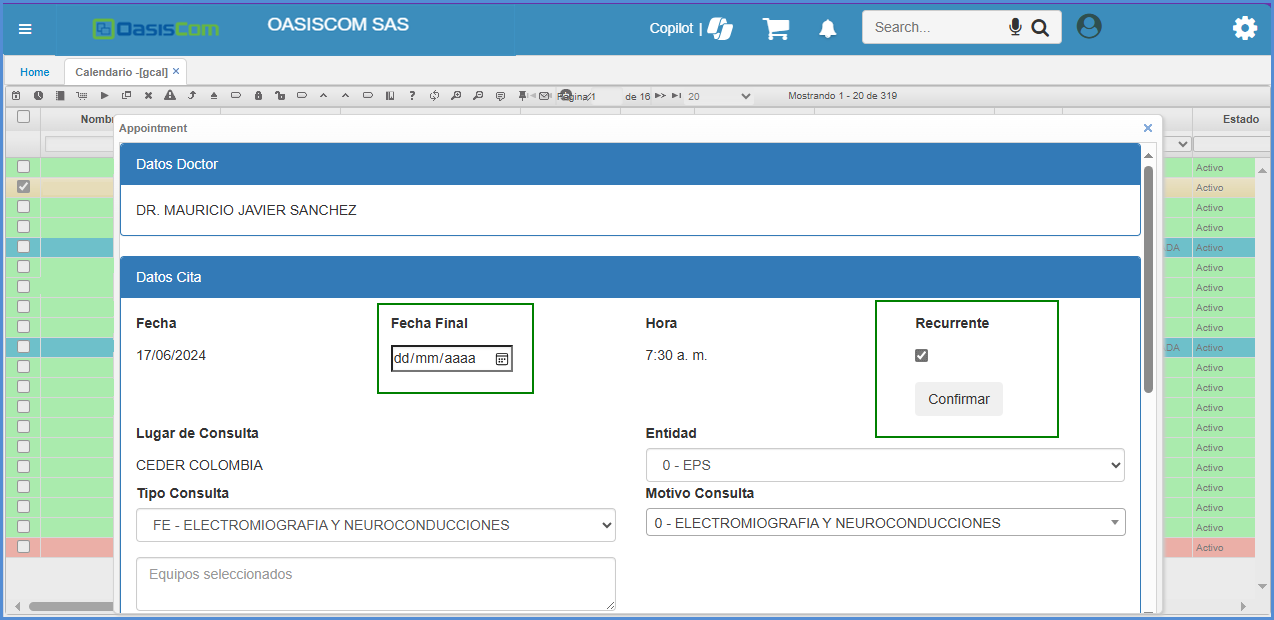 OasisCom
OASISCOM SAS
Copilot |
Search...
Home
Calendario -[gcal] ×
Página 1
de 16
20
Mostrando 1 - 20 de 319
Estado
Appointment
Datos Doctor
DR. MAURICIO JAVIER SANCHEZ
Datos Cita
Fecha
Fecha Final
Hora
Recurrente
17/06/2024
dd/mm/aaaa
7:30 a. m.
Confirmar
Lugar de Consulta
Entidad
CEDER COLOMBIA
0 - EPS
Tipo Consulta
Motivo Consulta
FE - ELECTROMIOGRAFIA Y NEUROCONDUCCIONES
0 - ELECTROMIOGRAFIA Y NEUROCONDUCCIONES
Equipos seleccionados
Activo
Activo
Activo
Activo
DA Activo
Activo
Activo
Activo
Activo
DA Activo
Activo
Activo
Activo
Activo
Activo
Activo
Activo
Activo
Activo
Activo